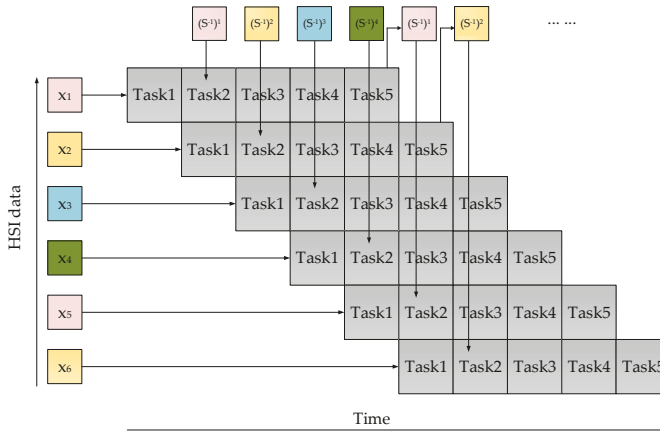 (S⁻¹)¹ (S⁻¹)² (S⁻¹)³ (S⁻¹)⁴ (S⁻¹)¹ (S⁻¹)² ... ...
x₁ Task1 Task2 Task3 Task4 Task5
x₂ Task1 Task2 Task3 Task4 Task5
x₃ Task1 Task2 Task3 Task4 Task5
x₄ Task1 Task2 Task3 Task4 Task5
x₅ Task1 Task2 Task3 Task4 Task5
x₆ Task1 Task2 Task3 Task4 Task5
HSI data
Time